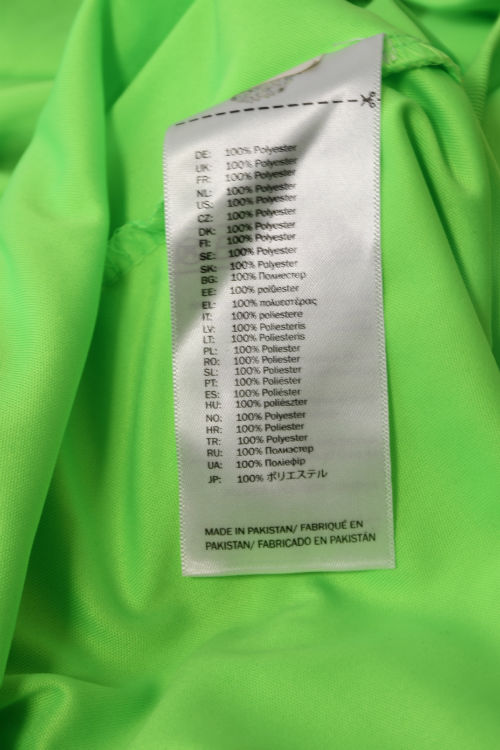 DE: 100% Polyester
UK: 100% Polyester
FR: 100% Polyester
NL: 100% Polyester
US: 100% Polyester
CZ: 100% Polyester
DK: 100% Polyester
FI: 100% Polyester
SE: 100% Polyester
SK: 100% Polyester
BG: 100% Полиестер
EE: 100% polüester
EL: 100% πολυεστέρας
IT: 100% poliestere
LV: 100% Poliesteris
LT: 100% Poliesteris
PL: 100% Poliester
RO: 100% Poliester
SL: 100% Poliester
PT: 100% Poliéster
ES: 100% Poliéster
HU: 100% poliészter
NO: 100% Polyester
HR: 100% Poliester
TR: 100% Polyester
RU: 100% Полиэстер
UA: 100% Поліефір
JP: 100% ポリエステル
MADE IN PAKISTAN/ FABRIQUÉ EN
PAKISTAN/ FABRICADO EN PAKISTÁN